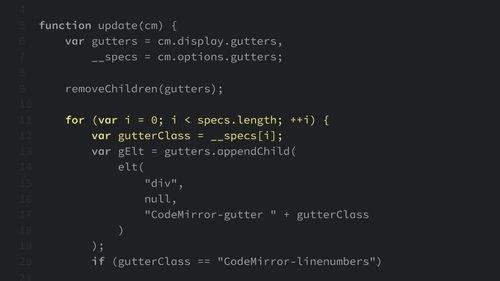 4
5 function update(cm) {
6 var gutters = cm.display.gutters,
7 __specs = cm.options.gutters;
8
9 removeChildren(gutters);
10
11 for (var i = 0; i < specs.length; ++i) {
12 var gutterClass = __specs[i];
13 var gElt = gutters.appendChild(
14 elt(
15 "div",
16 null,
17 "CodeMirror-gutter " + gutterClass
18 )
19 );
20 if (gutterClass == "CodeMirror-linenumbers")
21